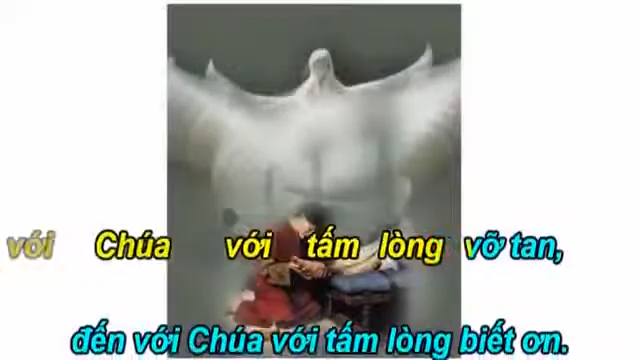 với Chúa với tấm lòng vỡ tan,
đến với Chúa với tấm lòng biết ơn.